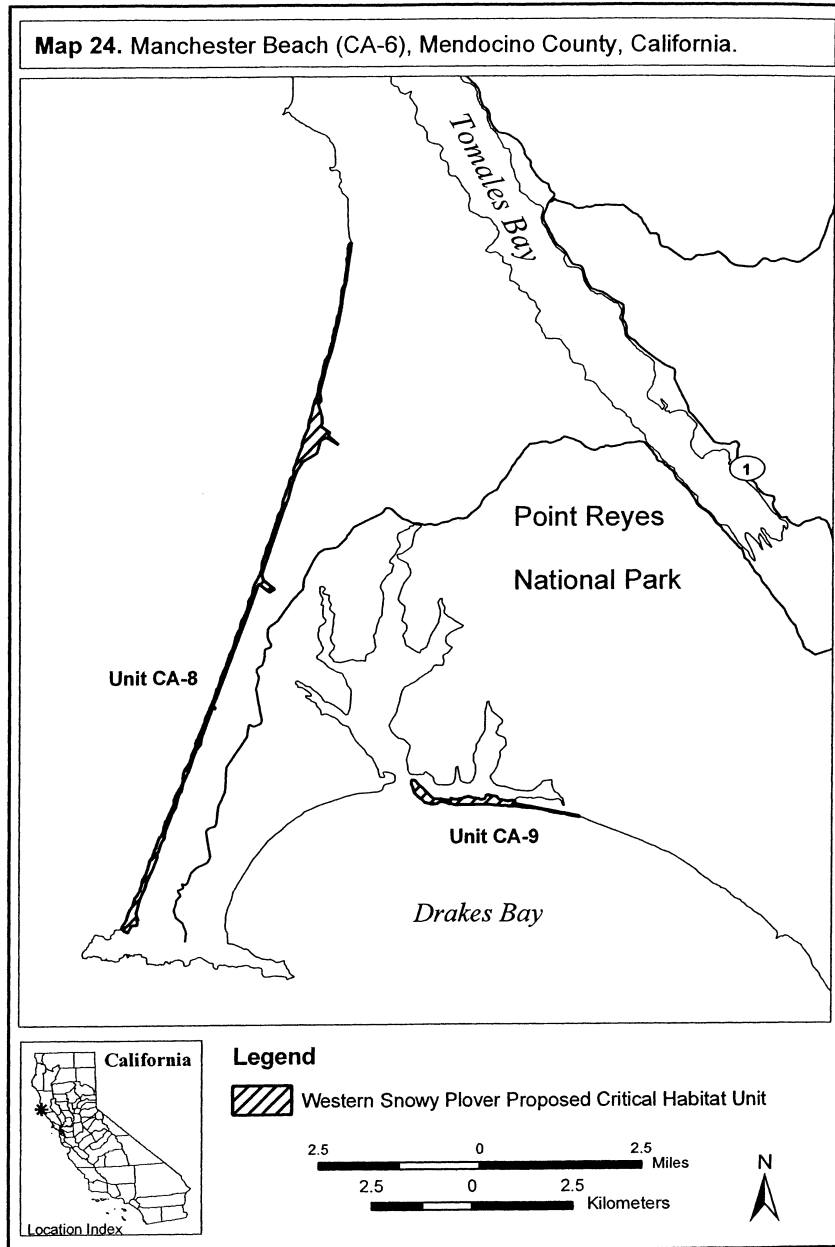 Map 24. Manchester Beach (CA-6), Mendocino County, California.
Tomales Bay
1
Point Reyes
National Park
Unit CA-8
Unit CA-9
Drakes Bay
California
Location Index
Legend
Western Snowy Plover Proposed Critical Habitat Unit
2.5 0 2.5 Miles
2.5 0 2.5 Kilometers
N